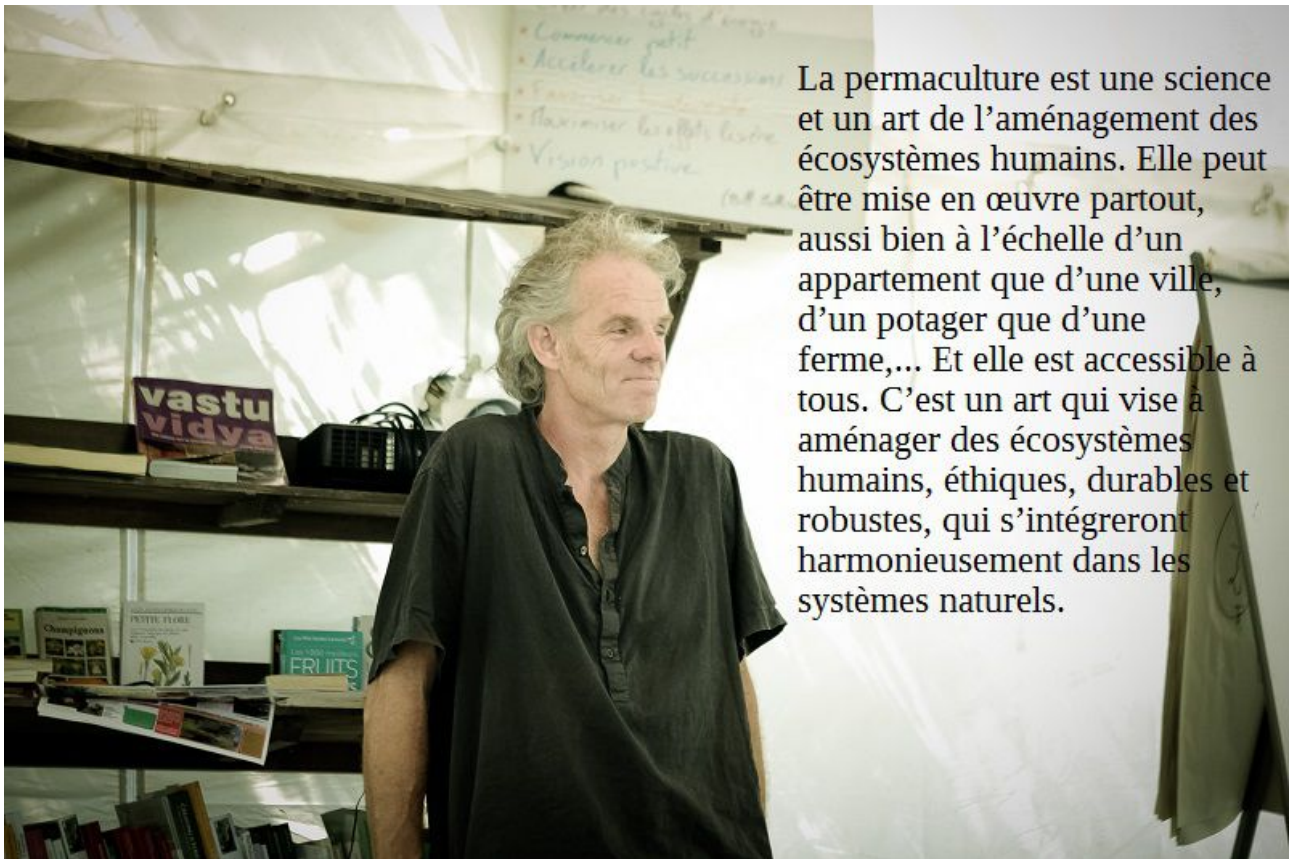 Commencer petit
Accélérer les successions
Maximiser les effets lisière
Vision positive
La permaculture est une science
et un art de l’aménagement des
écosystèmes humains. Elle peut
être mise en œuvre partout,
aussi bien à l’échelle d’un
appartement que d’une ville,
d’un potager que d’une
ferme,... Et elle est accessible à
tous. C’est un art qui vise à
aménager des écosystèmes
humains, éthiques, durables et
robustes, qui s’intégreront
harmonieusement dans les
systèmes naturels.
vastu
vidya
Champignons
PETITE FLORE
FRUITS